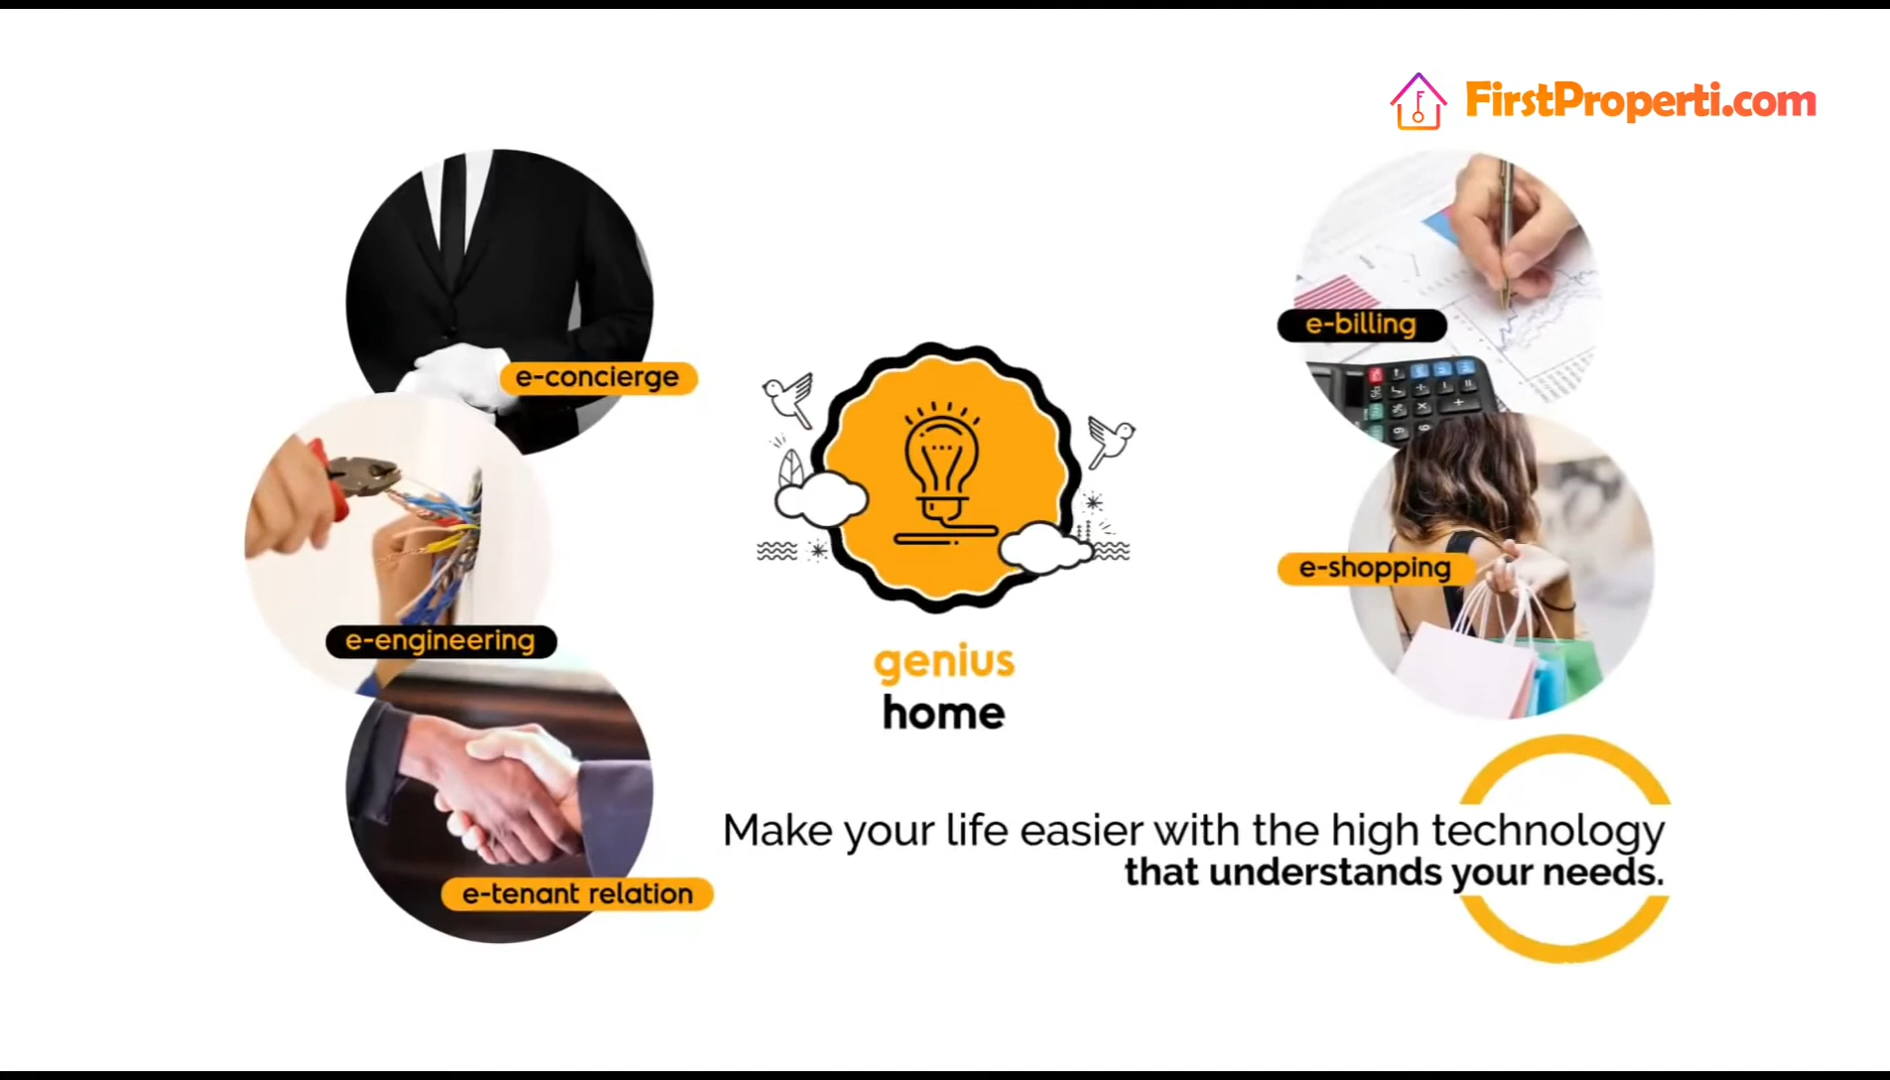 FirstProperti.com
e-concierge
e-engineering
e-tenant relation
genius
home
e-billing
e-shopping
Make your life easier with the high technology
that understands your needs.